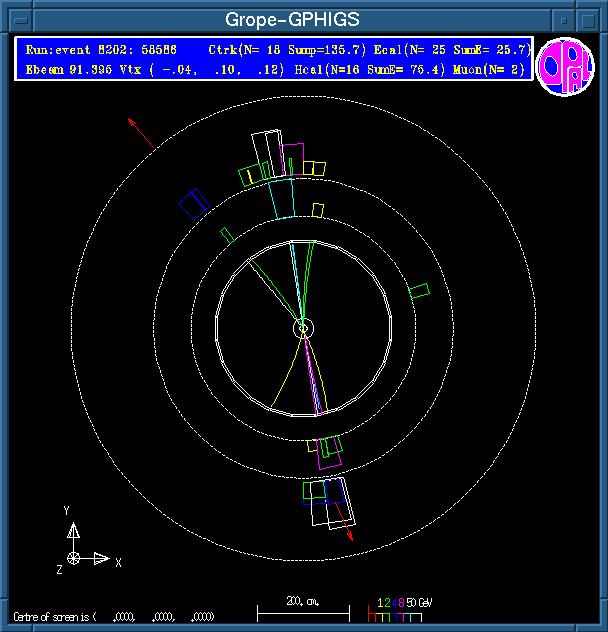 Grope-GPHIGS
Run:event 8202: 58586 Ctrk(N= 18 Sump=135.7) Ecal(N= 25 SumE= 25.7)
Ebeam 91.395 Vtx ( -.04, .10, .12) Hcal(N=16 SumE= 75.4) Muon(N= 2)
OPAL
Y
X
Z
200. cm.
1 2 4 8 50 GeV
Centre of screen is ( .0000, .0000, .0000)